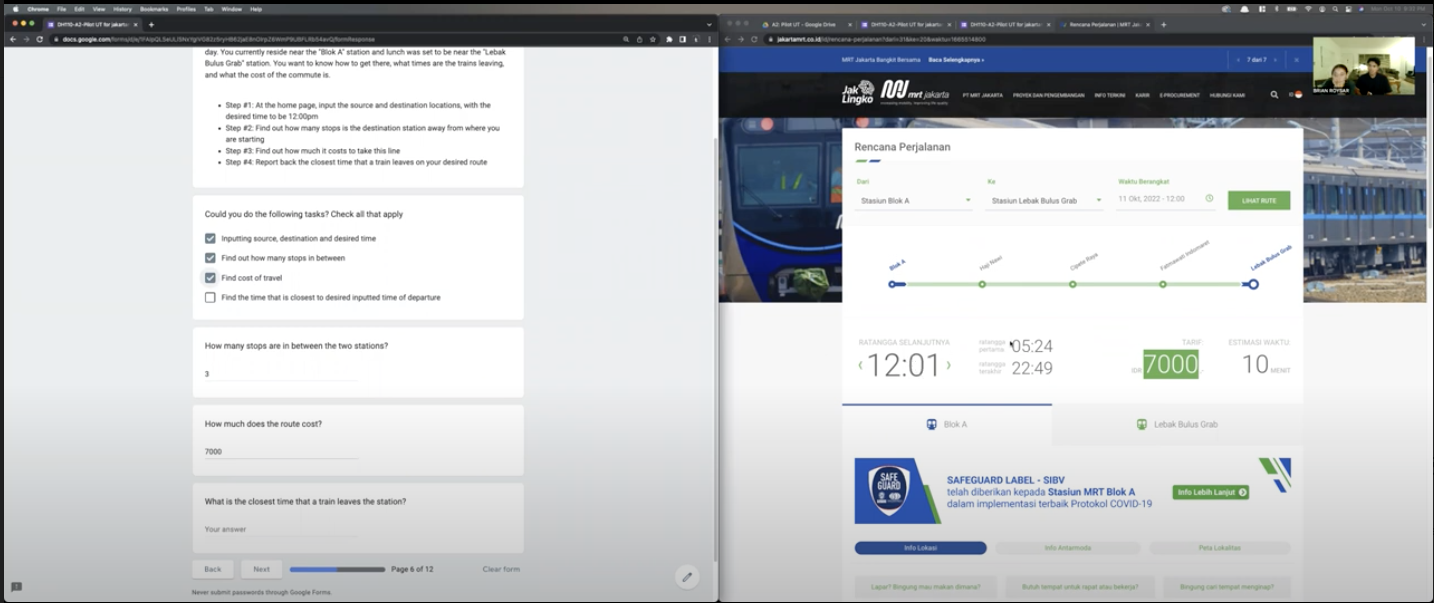 Chrome File Edit View History Bookmarks Profiles Tab Window Help
DH110-A2-Pilot UT for jakarta
docs.google.com/forms
day. You currently reside near the "Blok A" station and lunch was set to be near the "Lebak
Bulus Grab" station. You want to know how to get there, what times are the trains leaving,
and what the cost of the commute is.
Step #1: At the home page, input the source and destination locations, with the
desired time to be 12:00pm
Step #2: Find out how many stops is the destination station away from where you
are starting
Step #3: Find out how much it costs to take this line
Step #4: Report back the closest time that a train leaves on your desired route
Could you do the following tasks? Check all that apply
Inputting source, destination and desired time
Find out how many stops in between
Find cost of travel
Find the time that is closest to desired inputted time of departure
How many stops are in between the two stations?
3
How much does the route cost?
7000
What is the closest time that a train leaves the station?
Your answer
Back Next Page 6 of 12 Clear form
Never submit passwords through Google Forms.
A2: Pilot UT - Google Drive DH110-A2-Pilot UT for jakarta DH110-A2-Pilot UT for jakarta Rencana Perjalanan | MRT Jak
jakartamrt.co.id/id/rencana-perjalanan
MRT Jakarta Bangkit Bersama Baca Selengkapnya »
7 dari 7
BRIAN ROYSAR
Jak Lingko mrt jakarta
PT MRT JAKARTA PROYEK DAN PENGEMBANGAN INFO TERKINI KARIR E-PROCUREMENT HUBUNGI KAMI
Rencana Perjalanan
Dari Ke Waktu Berangkat
Stasiun Blok A Stasiun Lebak Bulus Grab 11 Okt, 2022 - 12:00 LIHAT RUTE
Blok A Haji Nawi Cipete Raya Fatmawati Indomaret Lebak Bulus Grab
RATANGGA SELANJUTNYA
12:01
ratangga pertama 05:24
ratangga terakhir 22:49
TARIF
IDR 7000
ESTIMASI WAKTU
10 MENIT
Blok A Lebak Bulus Grab
SAFE GUARD
SAFEGUARD LABEL - SIBV
telah diberikan kepada Stasiun MRT Blok A
dalam implementasi terbaik Protokol COVID-19
Info Lebih Lanjut
Info Lokasi Info Antarmoda Peta Lokalitas
Lapar? Bingung mau makan dimana? Butuh tempat untuk rapat atau bekerja? Bingung cari tempat menginap?